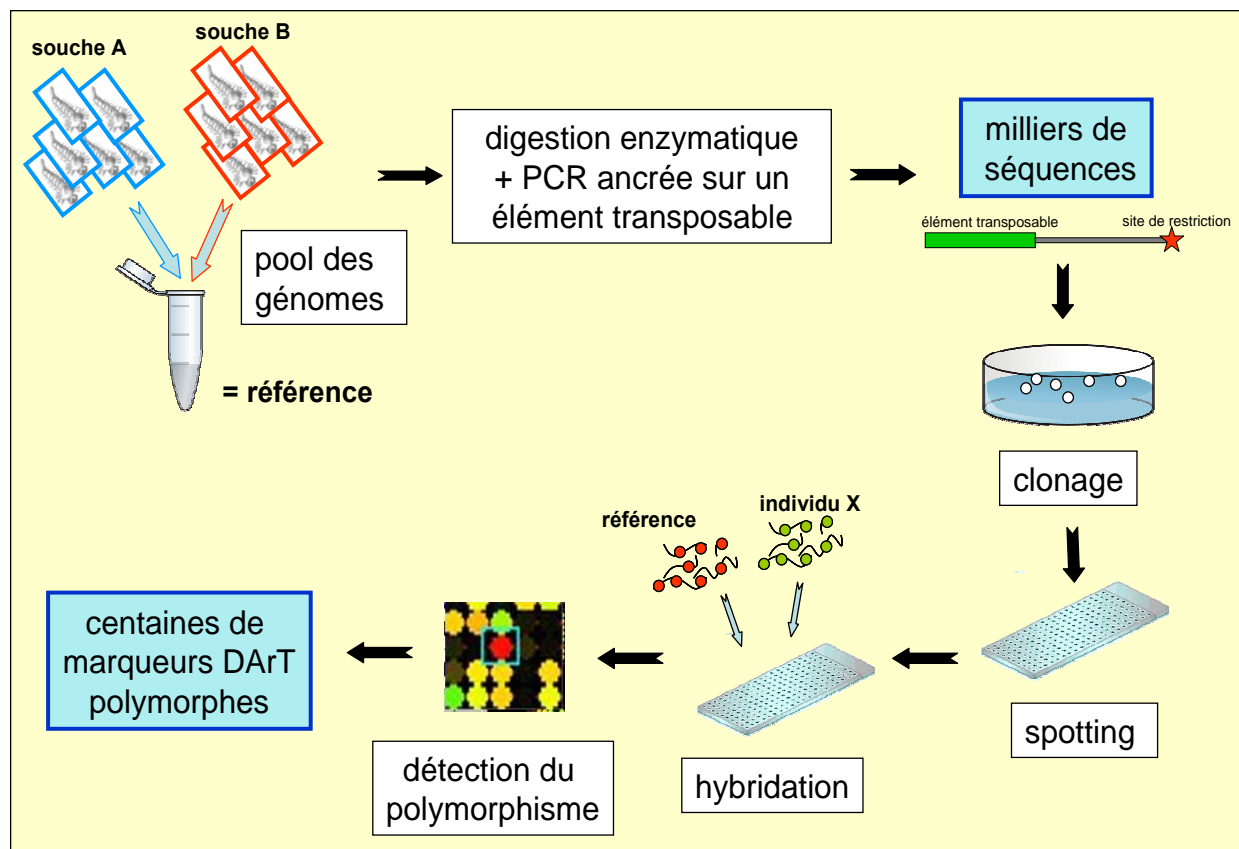 souche A
souche B
pool des
génomes
= référence
digestion enzymatique
+ PCR ancrée sur un
élément transposable
milliers de
séquences
élément transposable
site de restriction
clonage
spotting
référence
individu X
hybridation
détection du
polymorphisme
centaines de
marqueurs DArT
polymorphes